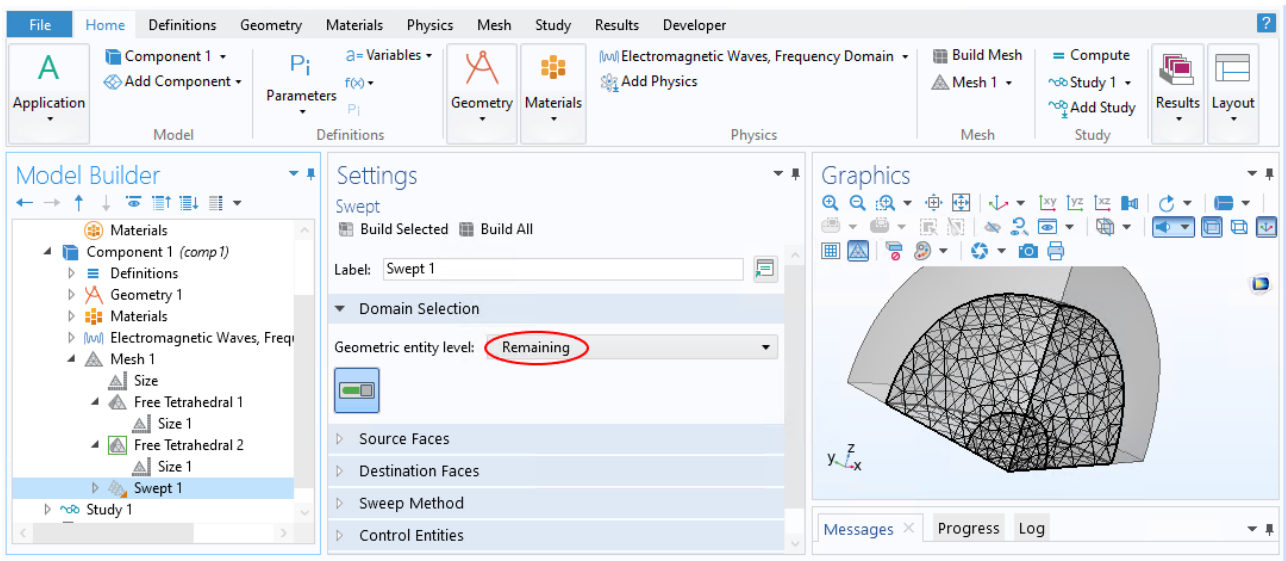 File Home Definitions Geometry Materials Physics Mesh Study Results Developer ?
A Application
Component 1
Add Component
Model
Pi Parameters
a= Variables
f(x)
Pi
Definitions
Geometry
Materials
Electromagnetic Waves, Frequency Domain
Add Physics
Physics
Build Mesh
Mesh 1
Mesh
= Compute
Study 1
Add Study
Study
Results
Layout
Model Builder
Materials
Component 1 (comp1)
Definitions
Geometry 1
Materials
Electromagnetic Waves, Frequ
Mesh 1
Size
Free Tetrahedral 1
Size 1
Free Tetrahedral 2
Size 1
Swept 1
Study 1
Settings
Swept
Build Selected Build All
Label: Swept 1
Domain Selection
Geometric entity level: Remaining
Source Faces
Destination Faces
Sweep Method
Control Entities
Graphics
xy yz xz
y z x
Messages Progress Log